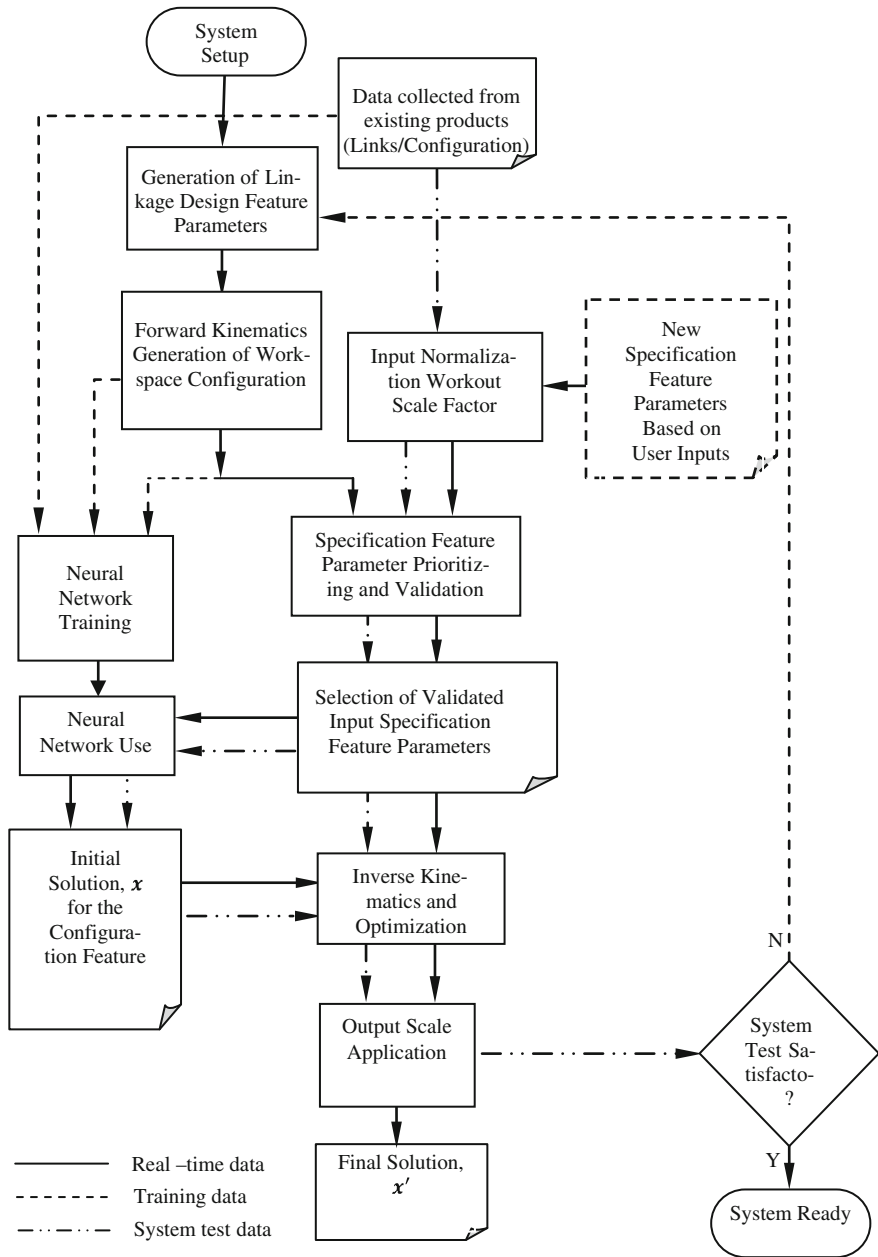 System
Setup
Data collected from
existing products
(Links/Configuration)
Generation of Lin-
kage Design Feature
Parameters
Forward Kinematics
Generation of Work-
space Configuration
Input Normaliza-
tion Workout
Scale Factor
New
Specification
Feature
Parameters
Based on
User Inputs
Neural
Network
Training
Specification Feature
Parameter Prioritiz-
ing and Validation
Neural
Network Use
Selection of Validated
Input Specification
Feature Parameters
Initial
Solution, x
for the
Configura-
tion Feature
Inverse Kine-
matics and
Optimization
N
Output Scale
Application
System
Test Sa-
tisfacto-
?
Y
Final Solution,
x′
System Ready
Real –time data
Training data
System test data